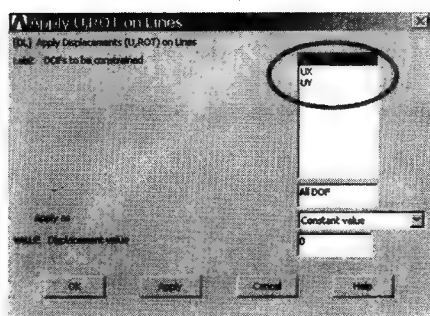 Apply U,ROT on Lines
[DL] Apply Displacements (U,ROT) on Lines
Lab2 DOFs to be constrained
UX
UY
All DOF
Apply as
Constant value
VALUE Displacement value
0
OK
Apply
Cancel
Help